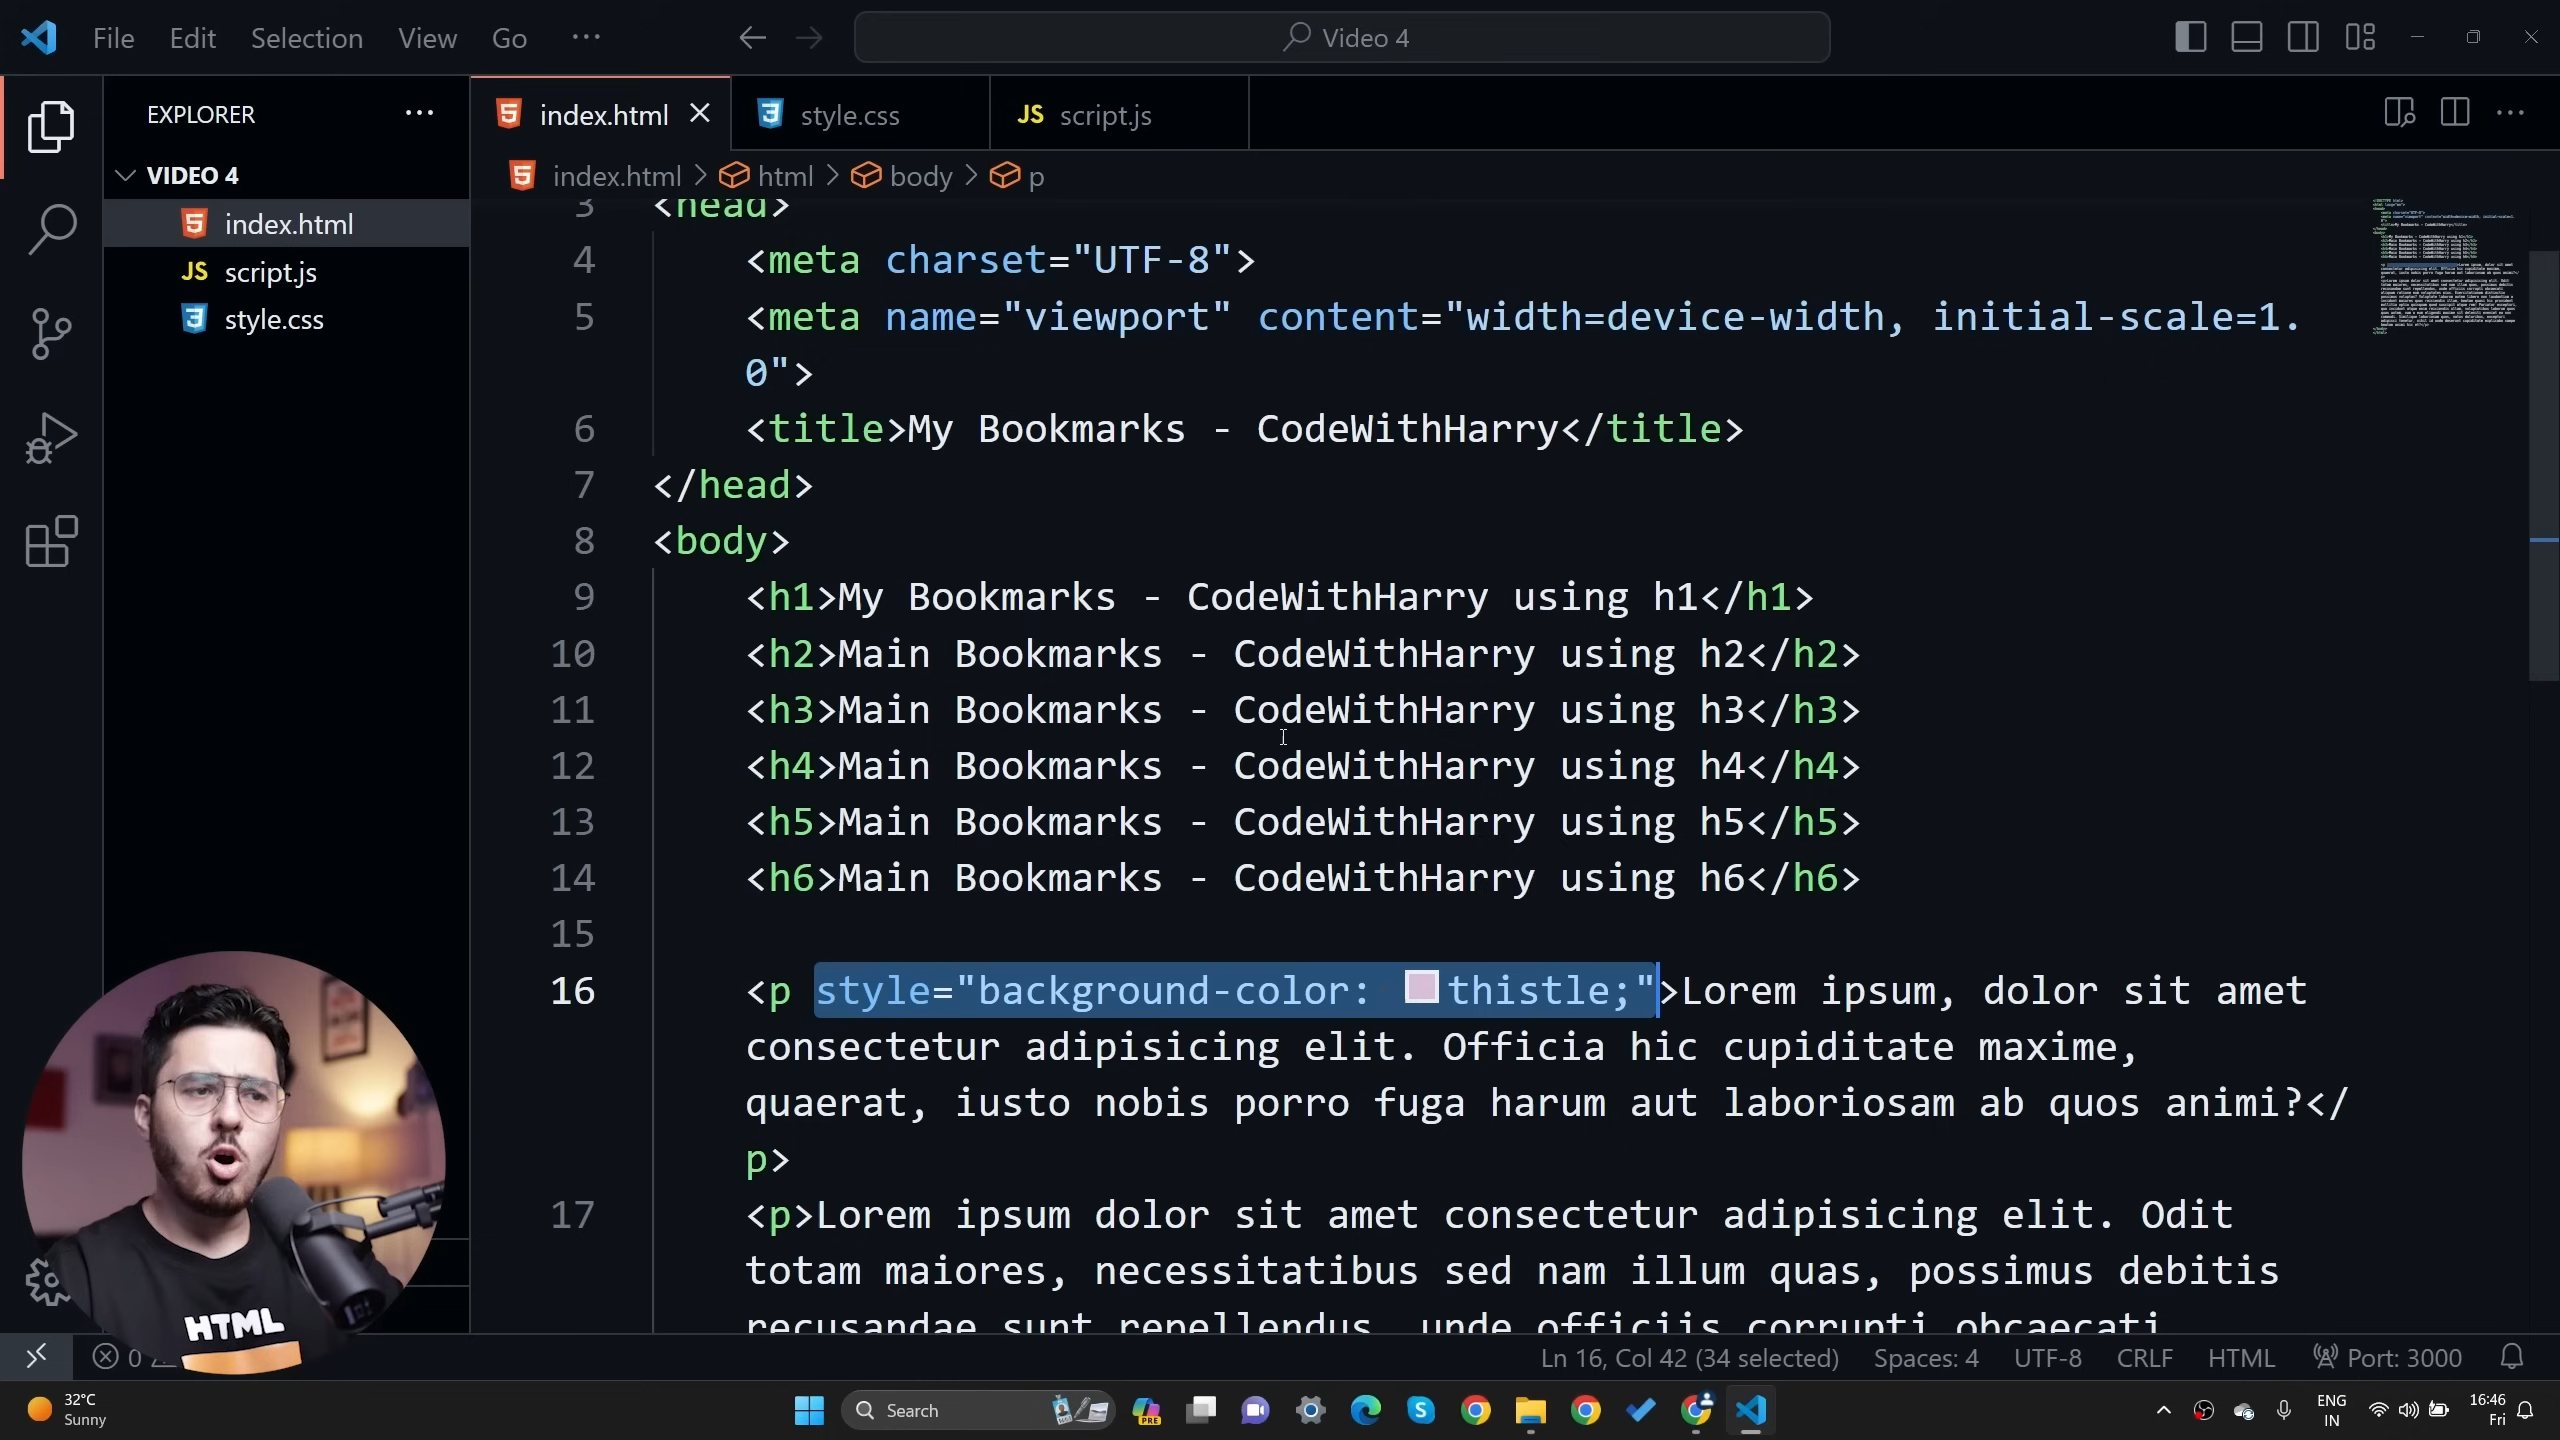 File Edit Selection View Go ···
Video 4
EXPLORER ···
VIDEO 4
index.html
script.js
style.css
index.html
style.css
JS script.js
index.html > html > body > p
3 <head>
4 <meta charset="UTF-8">
5 <meta name="viewport" content="width=device-width, initial-scale=1.
0">
6 <title>My Bookmarks - CodeWithHarry</title>
7 </head>
8 <body>
9 <h1>My Bookmarks - CodeWithHarry using h1</h1>
10 <h2>Main Bookmarks - CodeWithHarry using h2</h2>
11 <h3>Main Bookmarks - CodeWithHarry using h3</h3>
12 <h4>Main Bookmarks - CodeWithHarry using h4</h4>
13 <h5>Main Bookmarks - CodeWithHarry using h5</h5>
14 <h6>Main Bookmarks - CodeWithHarry using h6</h6>
15
16 <p style="background-color: thistle;">Lorem ipsum, dolor sit amet
consectetur adipisicing elit. Officia hic cupiditate maxime,
quaerat, iusto nobis porro fuga harum aut laboriosam ab quos animi?</
p>
17 <p>Lorem ipsum dolor sit amet consectetur adipisicing elit. Odit
totam maiores, necessitatibus sed nam illum quas, possimus debitis
recusandae sunt repellendus, unde officiis corrupti obcaecati
HTML
0
Ln 16, Col 42 (34 selected) Spaces: 4 UTF-8 CRLF HTML Port: 3000
32°C
Sunny
Search
PRE
ENG
IN
16:46
Fri